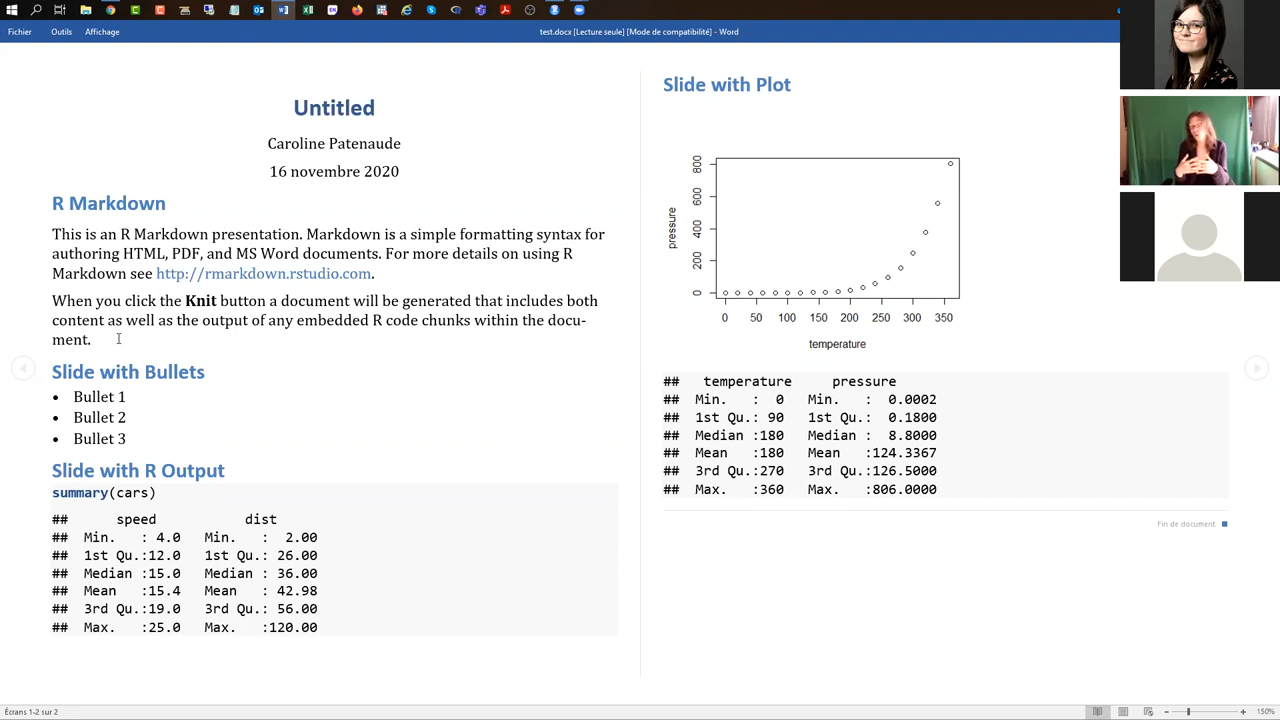 Fichier Outils Affichage
test.docx [Lecture seule] [Mode de compatibilité] - Word
Untitled
Caroline Patenaude
16 novembre 2020
R Markdown
This is an R Markdown presentation. Markdown is a simple formatting syntax for
authoring HTML, PDF, and MS Word documents. For more details on using R
Markdown see http://rmarkdown.rstudio.com.
When you click the Knit button a document will be generated that includes both
content as well as the output of any embedded R code chunks within the docu-
ment.
Slide with Bullets
• Bullet 1
• Bullet 2
• Bullet 3
Slide with R Output
summary(cars)
## speed dist
## Min. : 4.0 Min. : 2.00
## 1st Qu.:12.0 1st Qu.: 26.00
## Median :15.0 Median : 36.00
## Mean :15.4 Mean : 42.98
## 3rd Qu.:19.0 3rd Qu.: 56.00
## Max. :25.0 Max. :120.00
Slide with Plot
800
600
400
200
0
pressure
0 50 100 150 200 250 300 350
temperature
## temperature pressure
## Min. : 0 Min. : 0.0002
## 1st Qu.: 90 1st Qu.: 0.1800
## Median :180 Median : 8.8000
## Mean :180 Mean :124.3367
## 3rd Qu.:270 3rd Qu.:126.5000
## Max. :360 Max. :806.0000
Fin de document
Écrans 1-2 sur 2
150%